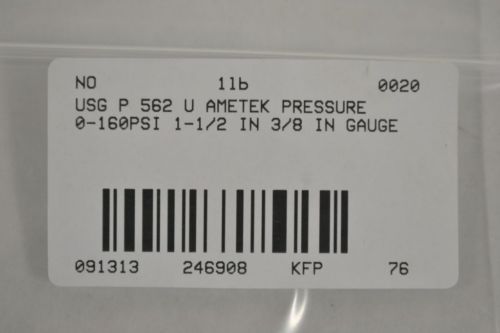 NO 1lb 0020
USG P 562 U AMETEK PRESSURE
0-160PSI 1-1/2 IN 3/8 IN GAUGE
091313 246908 KFP 76